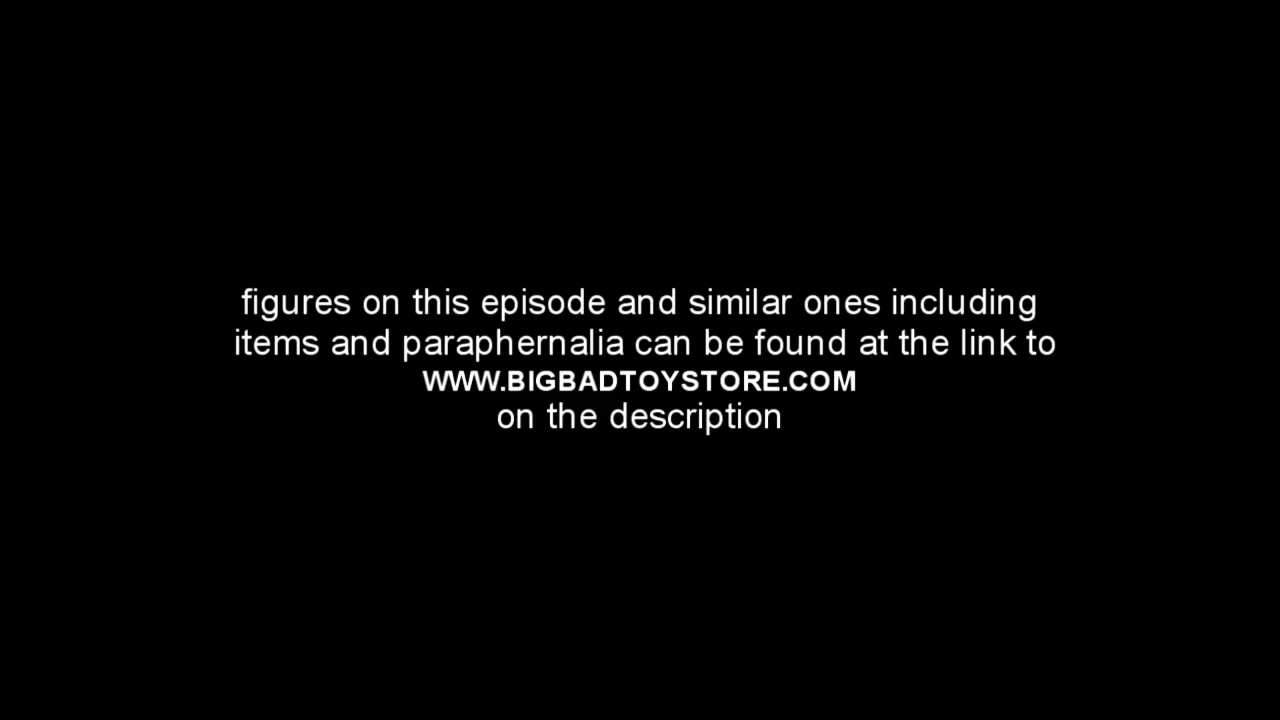 figures on this episode and similar ones including
items and paraphernalia can be found at the link to
WWW.BIGBADTOYSTORE.COM
on the description